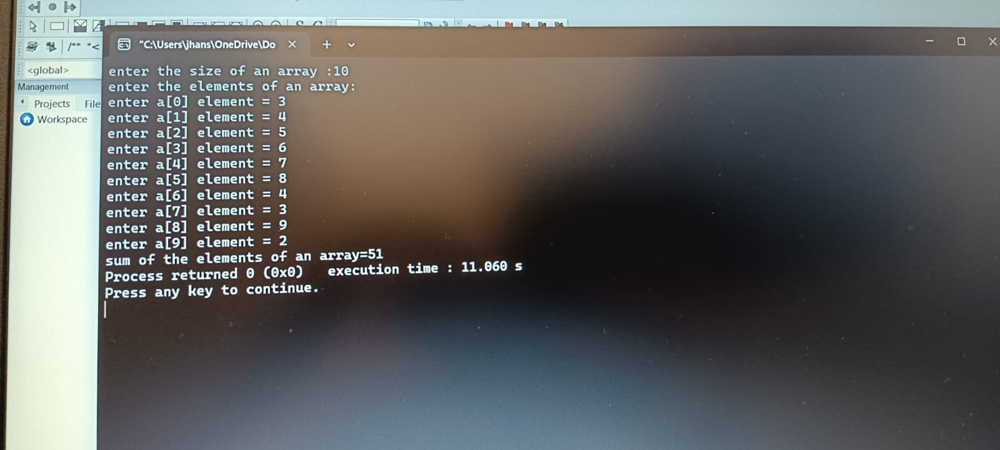 "C:\Users\jhans\OneDrive\Do
/** *<
<global>
Management
Projects File
Workspace
enter the size of an array :10
enter the elements of an array:
enter a[0] element = 3
enter a[1] element = 4
enter a[2] element = 5
enter a[3] element = 6
enter a[4] element = 7
enter a[5] element = 8
enter a[6] element = 4
enter a[7] element = 3
enter a[8] element = 9
enter a[9] element = 2
sum of the elements of an array=51
Process returned 0 (0x0)   execution time : 11.060 s
Press any key to continue.